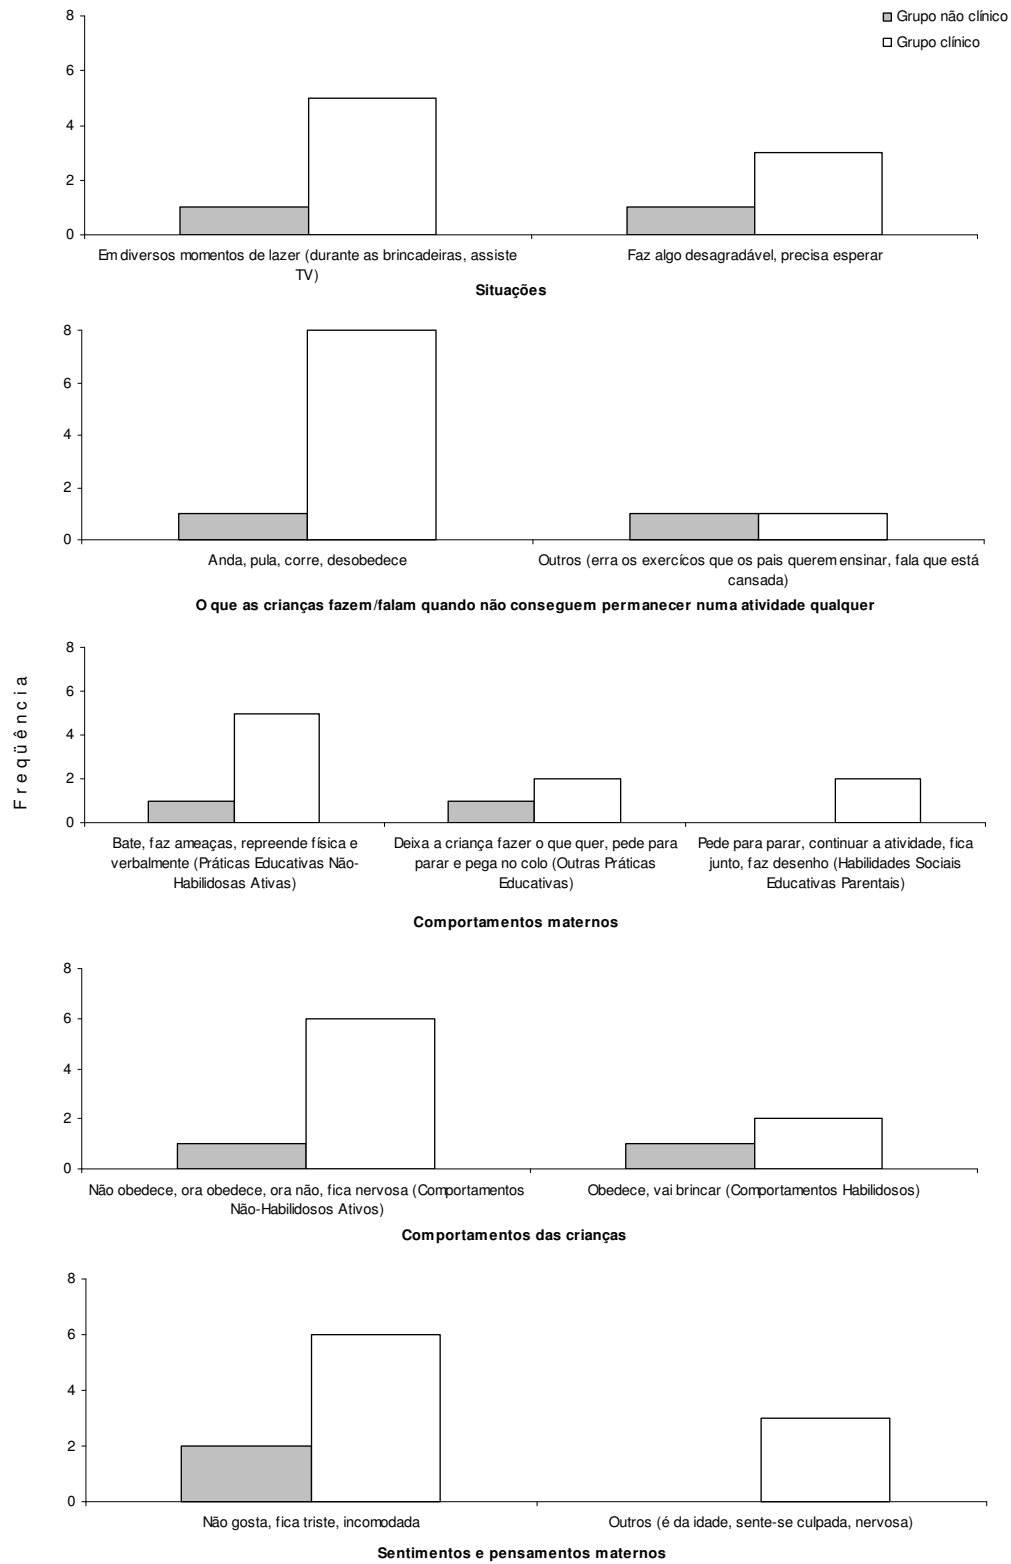 Grupo não clínico
Grupo clínico
8
6
4
2
0
Em diversos momentos de lazer (durante as brincadeiras, assiste
TV)
Faz algo desagradável, precisa esperar
Situações
8
6
4
2
0
Anda, pula, corre, desobedece
Outros (erra os exercícos que os pais querem ensinar, fala que está
cansada)
O que as crianças fazem/falam quando não conseguem permanecer numa atividade qualquer
Freqüência
8
6
4
2
0
Bate, faz ameaças, repreende física e
verbalmente (Práticas Educativas Não-
Habilidosas Ativas)
Deixa a criança fazer o que quer, pede para
parar e pega no colo (Outras Práticas
Educativas)
Pede para parar, continuar a atividade, fica
junto, faz desenho (Habilidades Sociais
Educativas Parentais)
Comportamentos maternos
8
6
4
2
0
Não obedece, ora obedece, ora não, fica nervosa (Comportamentos
Não-Habilidosos Ativos)
Obedece, vai brincar (Comportamentos Habilidosos)
Comportamentos das crianças
8
6
4
2
0
Não gosta, fica triste, incomodada
Outros (é da idade, sente-se culpada, nervosa)
Sentimentos e pensamentos maternos